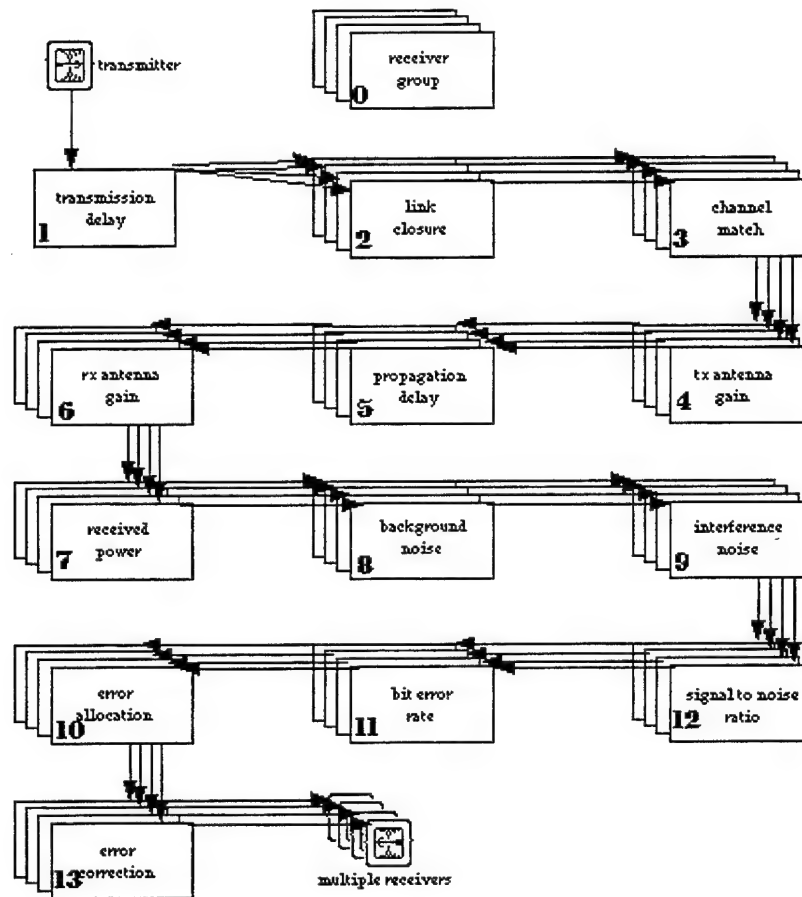 transmitter
receiver
group
0
transmission
delay
1
link
closure
2
channel
match
3
rx antenna
gain
6
propagation
delay
5
tx antenna
gain
4
received
power
7
background
noise
8
interference
noise
9
error
allocation
10
bit error
rate
11
signal to noise
ratio
12
error
correction
13
multiple receivers